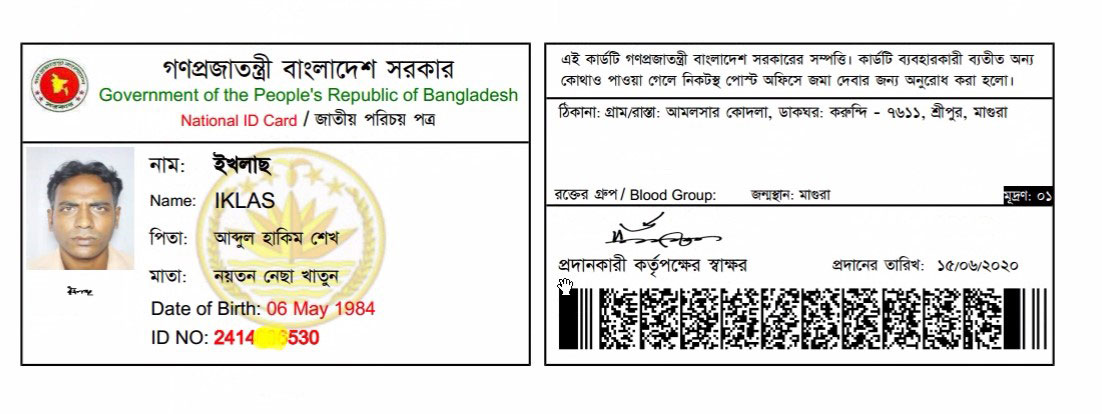 গণপ্রজাতন্ত্রী বাংলাদেশ সরকার
Government of the People's Republic of Bangladesh
National ID Card / জাতীয় পরিচয় পত্র
নাম: ইখলাছ
Name: IKLAS
পিতা: আব্দুল হাকিম শেখ
মাতা: নয়তন নেছা খাতুন
Date of Birth: 06 May 1984
ID NO: 2414 530
এই কার্ডটি গণপ্রজাতন্ত্রী বাংলাদেশ সরকারের সম্পত্তি। কার্ডটি ব্যবহারকারী ব্যতীত অন্য
কোথাও পাওয়া গেলে নিকটস্থ পোস্ট অফিসে জমা দেবার জন্য অনুরোধ করা হলো।
ঠিকানা: গ্রাম/রাস্তা: আমলসার কোদলা, ডাকঘর: করুন্দি - ৭৬১১, শ্রীপুর, মাগুরা
রক্তের গ্রুপ / Blood Group: জন্মস্থান: মাগুরা মূদ্রণ: ০১
প্রদানকারী কর্তৃপক্ষের স্বাক্ষর প্রদানের তারিখ: ১৫/০৬/২০২০